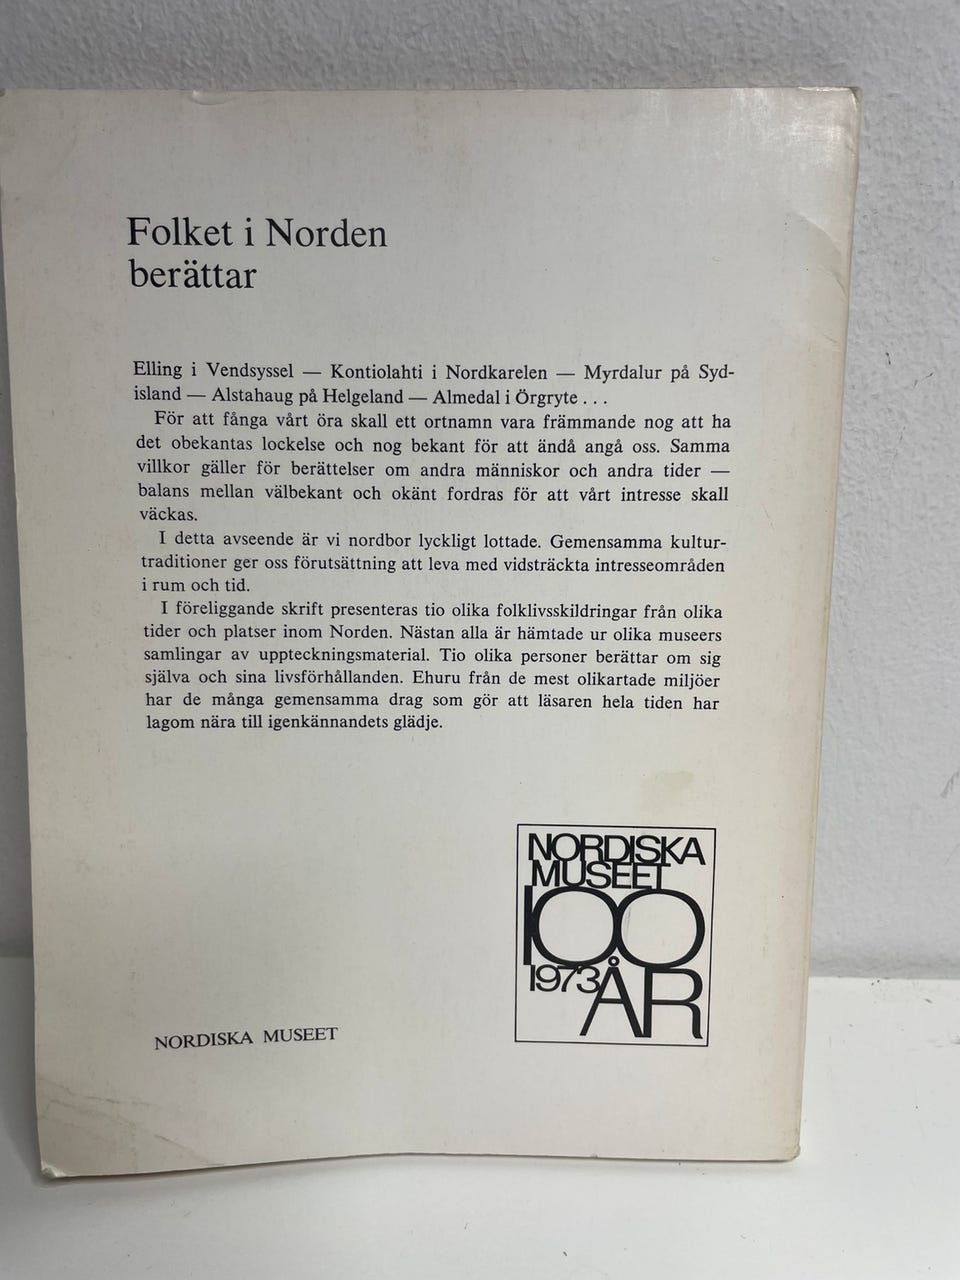 Folket i Norden
berättar
Elling i Vendsyssel — Kontiolahti i Nordkarelen — Myrdalur på Syd-
island — Alstahaug på Helgeland — Almedal i Örgryte . . .
För att fånga vårt öra skall ett ortnamn vara främmande nog att ha
det obekantas lockelse och nog bekant för att ändå angå oss. Samma
villkor gäller för berättelser om andra människor och andra tider —
balans mellan välbekant och okänt fordras för att vårt intresse skall
väckas.
I detta avseende är vi nordbor lyckligt lottade. Gemensamma kultur-
traditioner ger oss förutsättning att leva med vidsträckta intresseområden
i rum och tid.
I föreliggande skrift presenteras tio olika folklivsskildringar från olika
tider och platser inom Norden. Nästan alla är hämtade ur olika museers
samlingar av uppteckningsmaterial. Tio olika personer berättar om sig
själva och sina livsförhållanden. Ehuru från de mest olikartade miljöer
har de många gemensamma drag som gör att läsaren hela tiden har
lagom nära till igenkännandets glädje.
NORDISKA
MUSEET
100
1973 ÅR
NORDISKA MUSEET